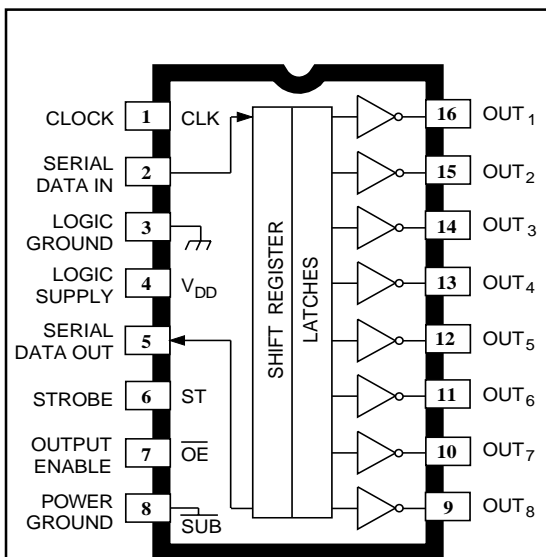 CLOCK 1 CLK
SERIAL
DATA IN 2
LOGIC
GROUND 3
LOGIC
SUPPLY 4 VDD
SERIAL
DATA OUT 5
STROBE 6 ST
OUTPUT
ENABLE 7 OE
POWER
GROUND 8 SUB
SHIFT REGISTER
LATCHES
16 OUT1
15 OUT2
14 OUT3
13 OUT4
12 OUT5
11 OUT6
10 OUT7
9 OUT8